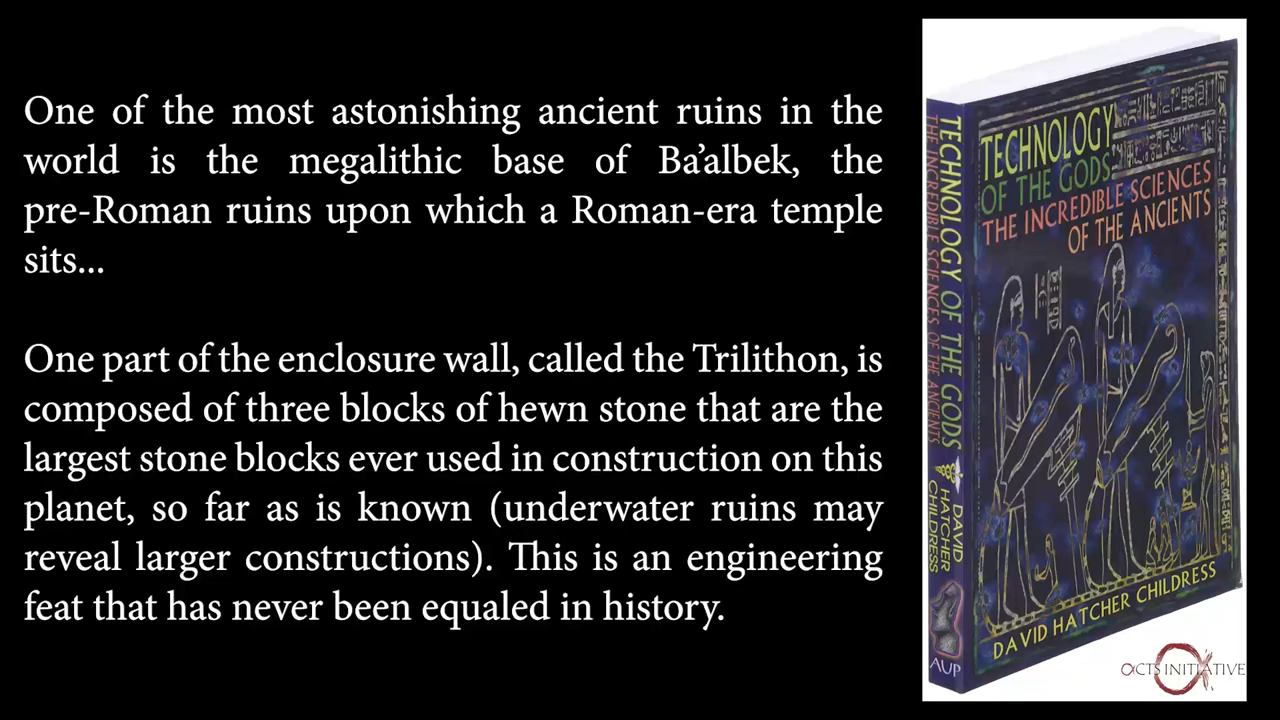 One of the most astonishing ancient ruins in the
world is the megalithic base of Ba’albek, the
pre-Roman ruins upon which a Roman-era temple
sits...
One part of the enclosure wall, called the Trilithon, is
composed of three blocks of hewn stone that are the
largest stone blocks ever used in construction on this
planet, so far as is known (underwater ruins may
reveal larger constructions). This is an engineering
feat that has never been equaled in history.
TECHNOLOGY OF THE GODS
THE INCREDIBLE SCIENCES OF THE ANCIENTS
DAVID
HATCHER
CHILDRESS
AUP
TECHNOLOGY
OF THE GODS
THE INCREDIBLE SCIENCES
OF THE ANCIENTS
DAVID HATCHER CHILDRESS
ACTS INITIATIVE